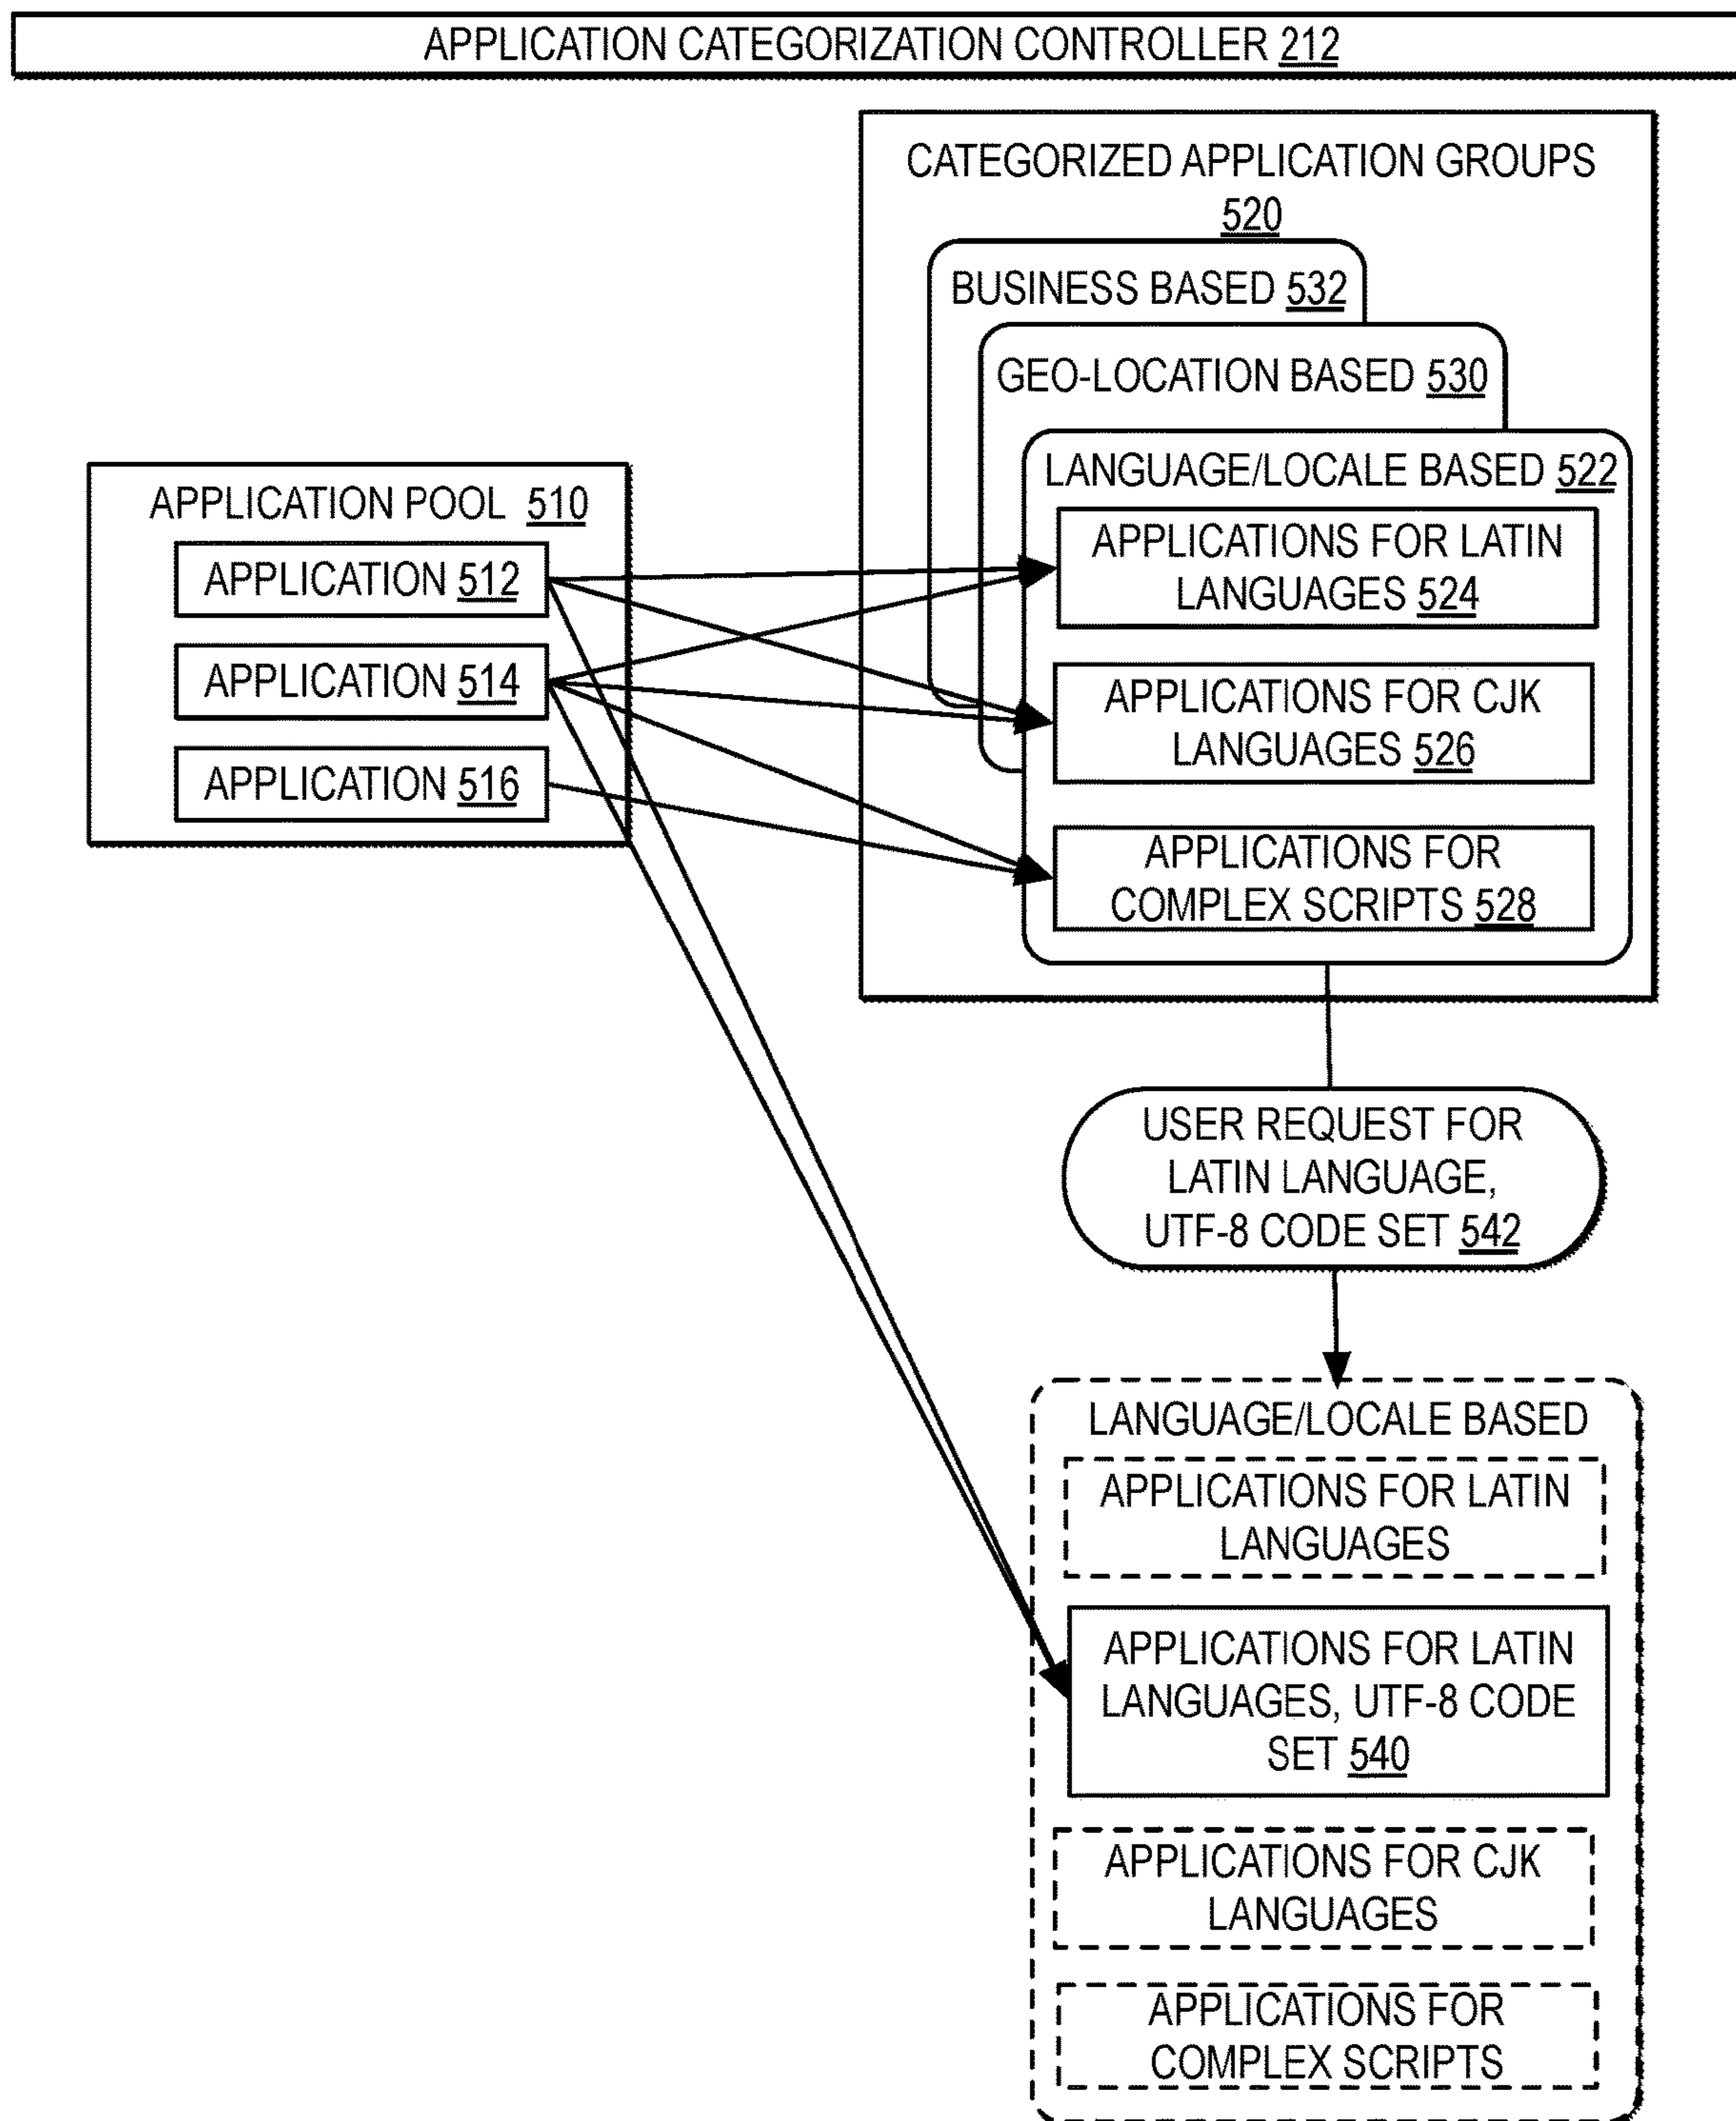 APPLICATION CATEGORIZATION CONTROLLER 212
CATEGORIZED APPLICATION GROUPS
520
BUSINESS BASED 532
GEO-LOCATION BASED 530
LANGUAGE/LOCALE BASED 522
APPLICATIONS FOR LATIN
LANGUAGES 524
APPLICATIONS FOR CJK
LANGUAGES 526
APPLICATIONS FOR
COMPLEX SCRIPTS 528
APPLICATION POOL 510
APPLICATION 512
APPLICATION 514
APPLICATION 516
USER REQUEST FOR
LATIN LANGUAGE,
UTF-8 CODE SET 542
LANGUAGE/LOCALE BASED
APPLICATIONS FOR LATIN
LANGUAGES
APPLICATIONS FOR LATIN
LANGUAGES, UTF-8 CODE
SET 540
APPLICATIONS FOR CJK
LANGUAGES
APPLICATIONS FOR
COMPLEX SCRIPTS